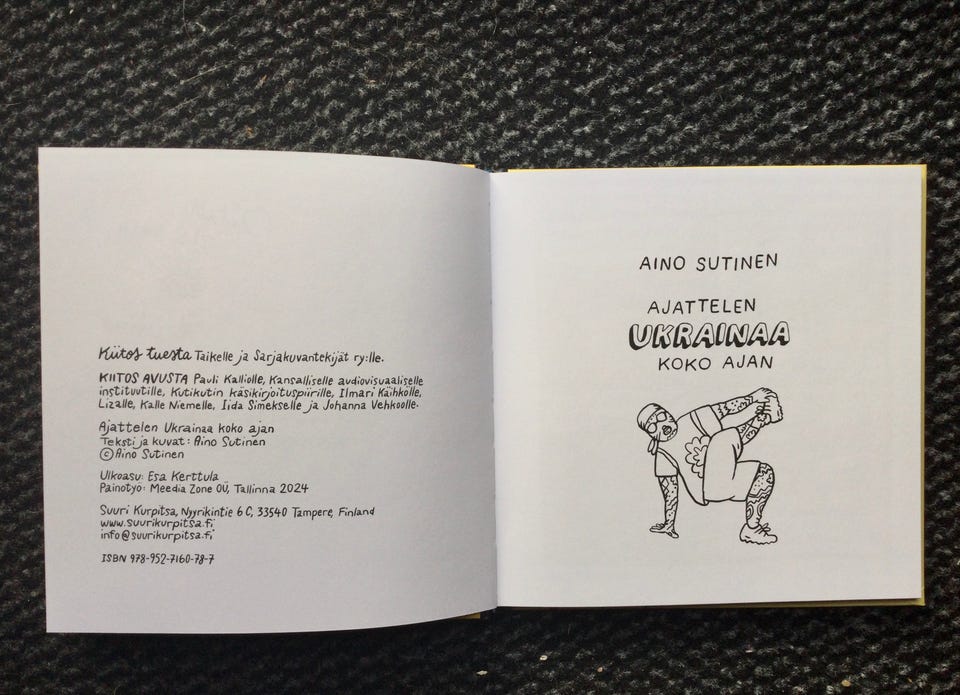 Kiitos tuesta Taikelle ja Sarjakuvantekijät ry:lle.
KIITOS AVUSTA Pauli Kalliolle, Kansalliselle audiovisuaaliselle
instituutille, Kutikutin käsikirjoituspiirille, Ilmari Käihkölle,
Lizalle, Kalle Niemelle, Iida Simekselle ja Johanna Vehkoolle.
Ajattelen Ukrainaa koko ajan
Teksti ja kuvat: Aino Sutinen
© Aino Sutinen
Ulkoasu: Esa Kerttula
Painotyö: Meedia Zone OÜ, Tallinna 2024
Suuri Kurpitsa, Nyyrikintie 6 C, 33540 Tampere, Finland
www.suurikurpitsa.fi
info@suurikurpitsa.fi
ISBN 978-952-7160-78-7
AINO SUTINEN
AJATTELEN
UKRAINAA
KOKO AJAN